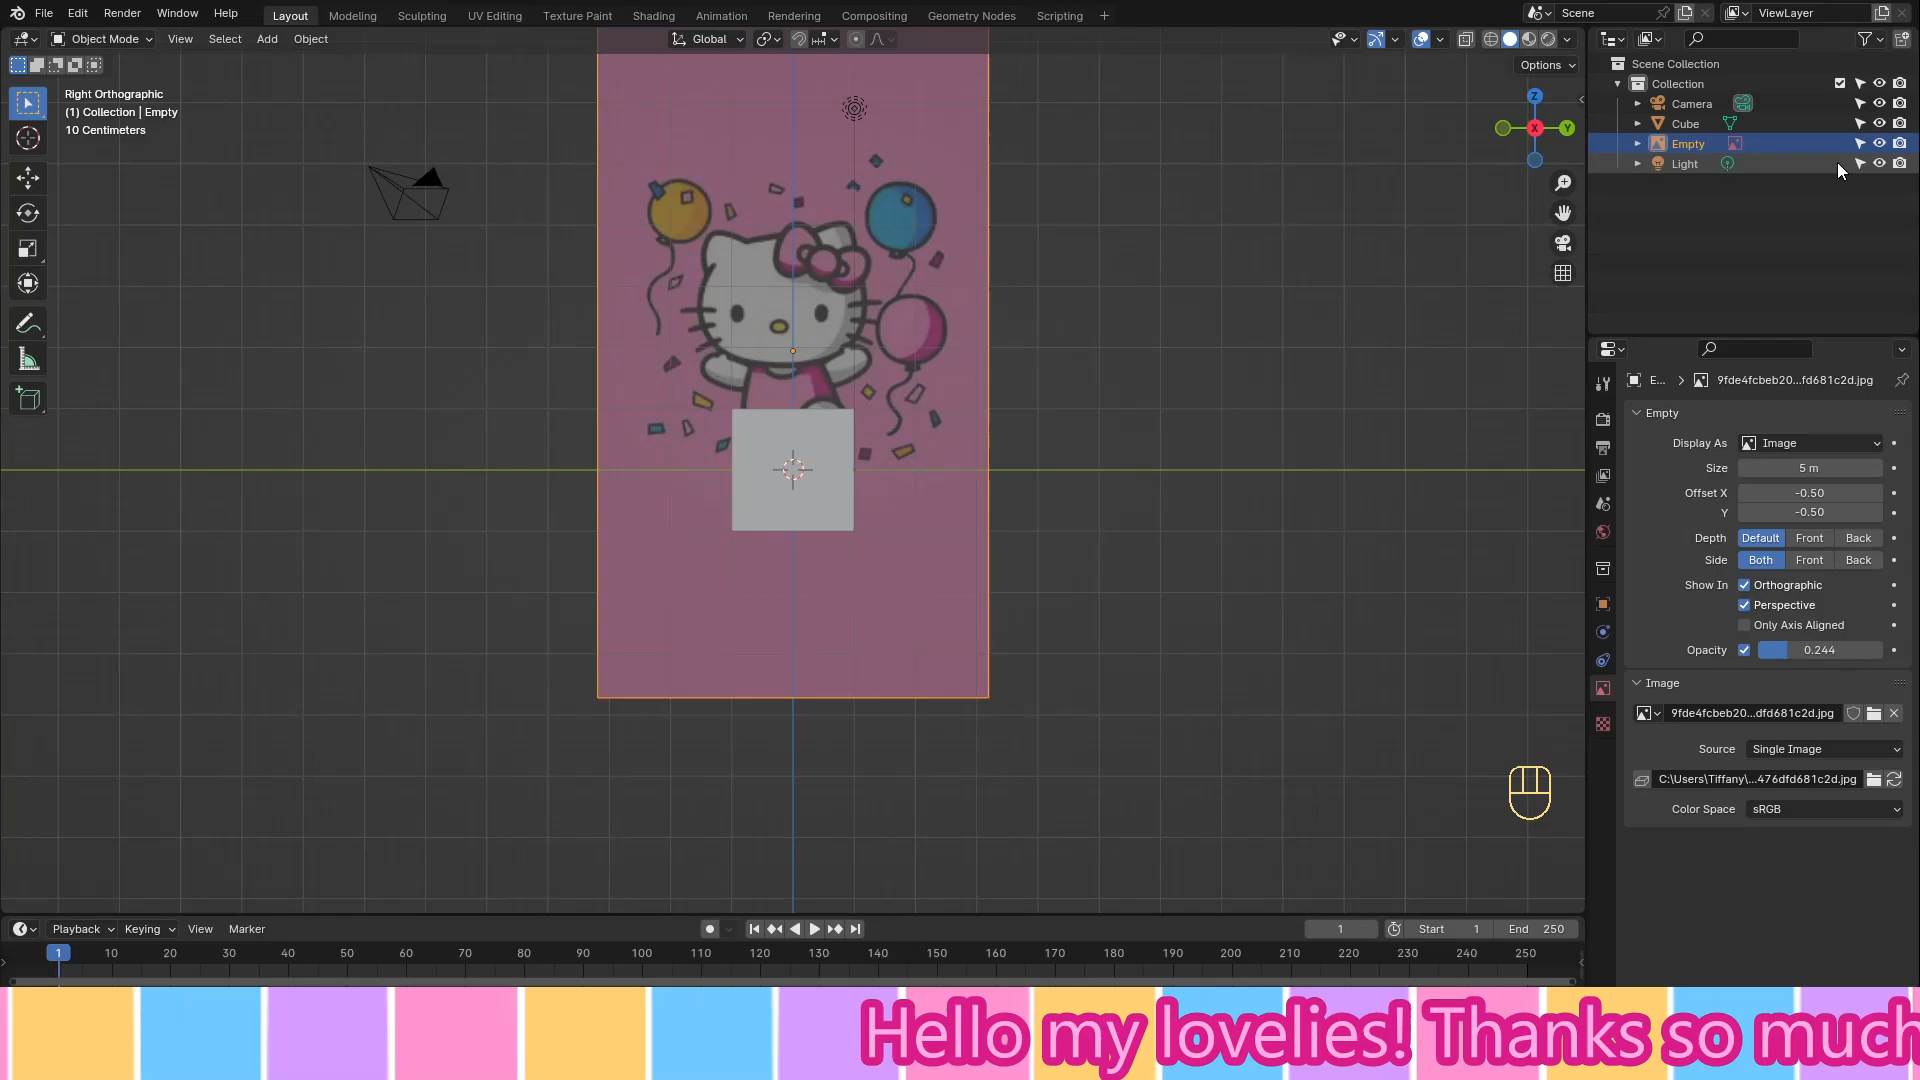 File Edit Render Window Help Layout Modeling Sculpting UV Editing Texture Paint Shading Animation Rendering Compositing Geometry Nodes Scripting + Scene ViewLayer
Object Mode View Select Add Object Global
Options
Right Orthographic
(1) Collection | Empty
10 Centimeters
Z
X
Y
Scene Collection
Collection
Camera
Cube
Empty
Light
E... 9fde4fcbeb20...fd681c2d.jpg
Empty
Display As Image
Size 5 m
Offset X -0.50
Y -0.50
Depth Default Front Back
Side Both Front Back
Show In Orthographic
Perspective
Only Axis Aligned
Opacity 0.244
Image
9fde4fcbeb20...dfd681c2d.jpg
Source Single Image
C:\Users\Tiffany\...476dfd681c2d.jpg
Color Space sRGB
Playback Keying View Marker 1 Start 1 End 250
1 10 20 30 40 50 60 70 80 90 100 110 120 130 140 150 160 170 180 190 200 210 220 230 240 250
Hello my lovelies! Thanks so much